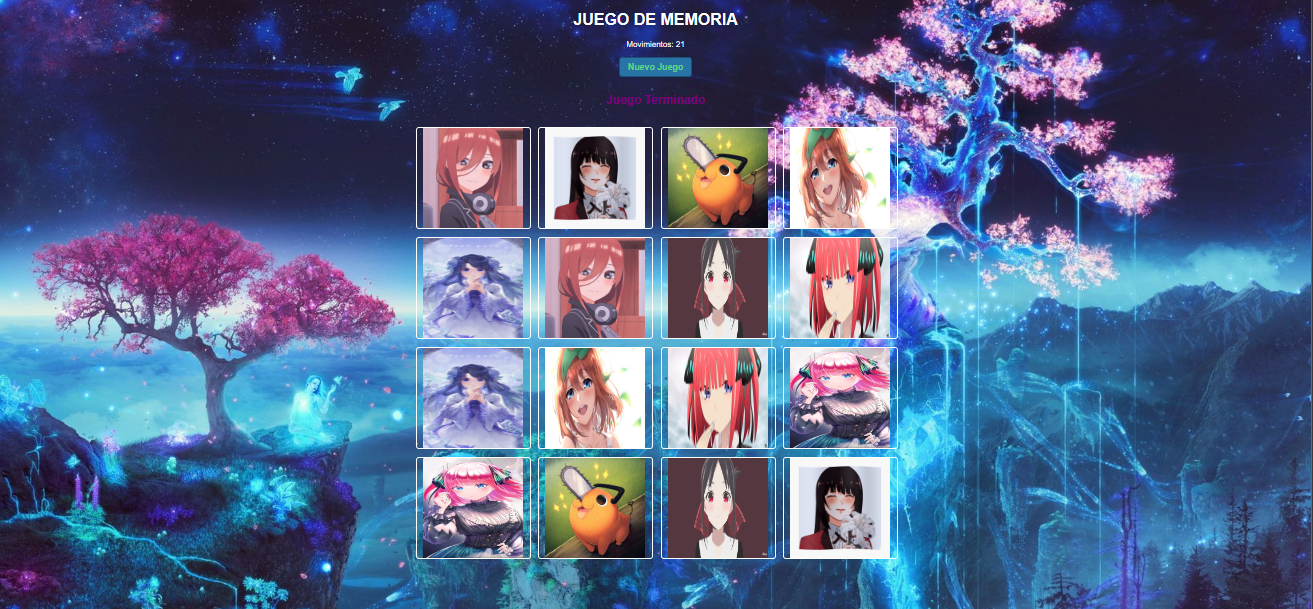 JUEGO DE MEMORIA
Movimientos: 21
Nuevo Juego
Juego Terminado